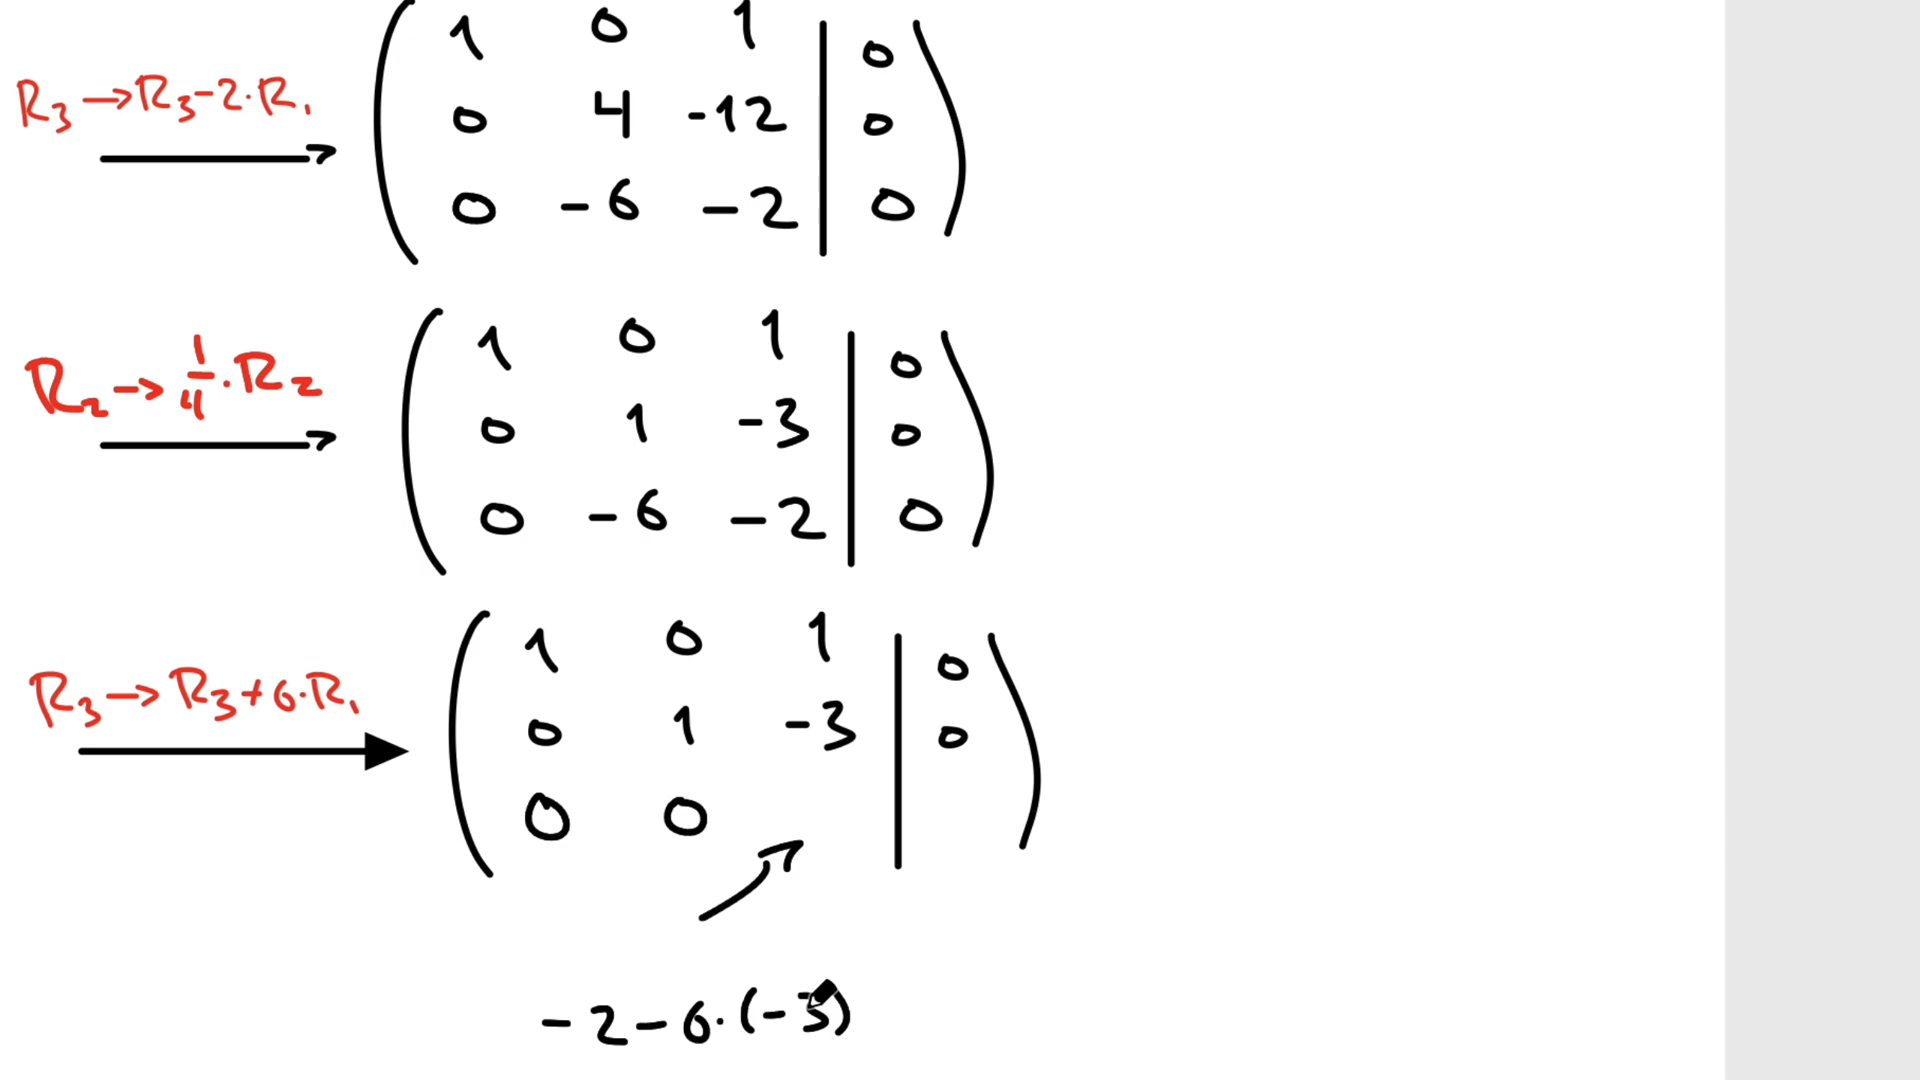 R₃ → R₃ - 2 · R₁
1 0 1 | 0
0 4 -12 | 0
0 -6 -2 | 0
R₂ → 1/4 · R₂
1 0 1 | 0
0 1 -3 | 0
0 -6 -2 | 0
R₃ → R₃ + 6 · R₁
1 0 1 | 0
0 1 -3 | 0
0 0
-2 - 6 · (-3)